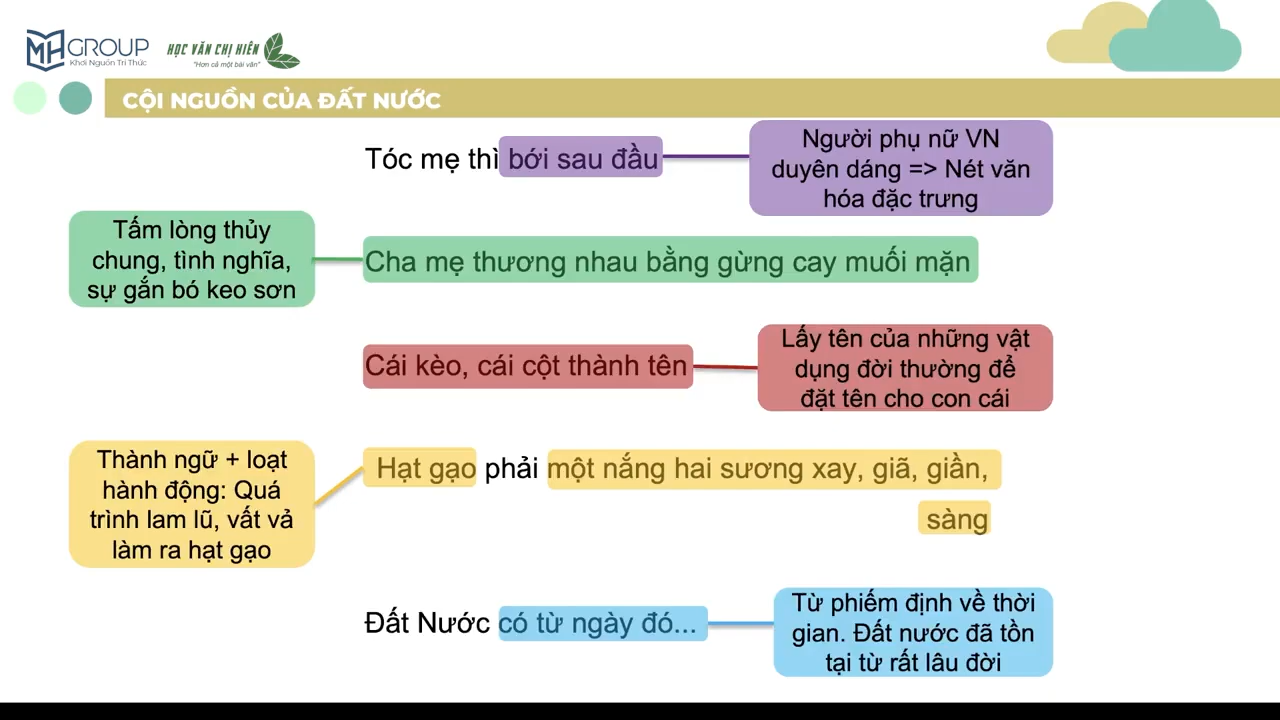 MH GROUP
Khơi Nguồn Tri Thức
HỌC VĂN CHỊ HIÊN
"Hơn cả một bài văn"
CỘI NGUỒN CỦA ĐẤT NƯỚC
Tóc mẹ thì bới sau đầu
Người phụ nữ VN
duyên dáng => Nét văn
hóa đặc trưng
Tấm lòng thủy
chung, tình nghĩa,
sự gắn bó keo sơn
Cha mẹ thương nhau bằng gừng cay muối mặn
Cái kèo, cái cột thành tên
Lấy tên của những vật
dụng đời thường để
đặt tên cho con cái
Thành ngữ + loạt
hành động: Quá
trình lam lũ, vất vả
làm ra hạt gạo
Hạt gạo phải một nắng hai sương xay, giã, giần,
sàng
Đất Nước có từ ngày đó...
Từ phiếm định về thời
gian. Đất nước đã tồn
tại từ rất lâu đời